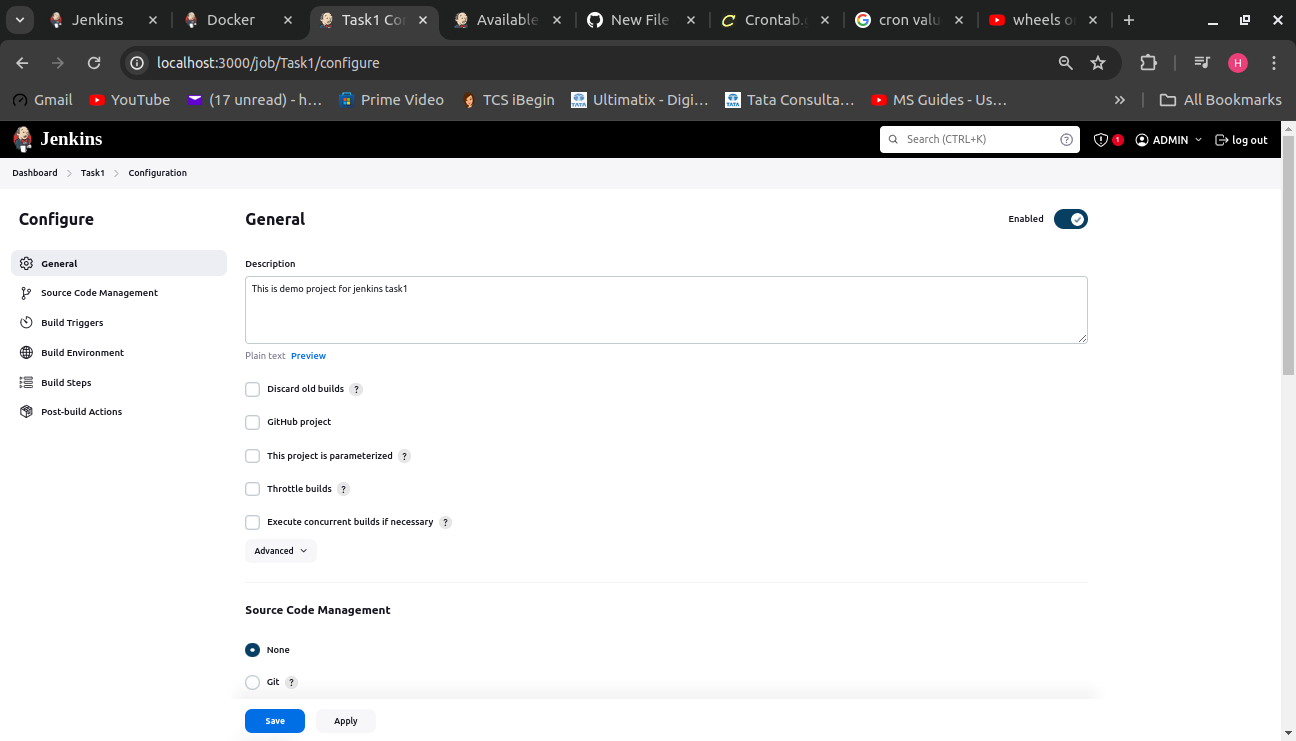 Jenkins
Docker
Task1 Co
Available
New File
Crontab.g
cron valu
wheels o
localhost:3000/job/Task1/configure
H
Gmail
YouTube
(17 unread) - h...
Prime Video
TCS iBegin
TATA
Ultimatix - Digi...
TATA
Tata Consulta...
MS Guides - Us...
»
All Bookmarks
Jenkins
Search (CTRL+K)
?
1
ADMIN
log out
Dashboard
Task1
Configuration
Configure
General
Source Code Management
Build Triggers
Build Environment
Build Steps
Post-build Actions
General
Enabled
Description
This is demo project for jenkins task1
Plain text Preview
Discard old builds ?
GitHub project
This project is parameterized ?
Throttle builds ?
Execute concurrent builds if necessary ?
Advanced
Source Code Management
None
Git ?
Save
Apply